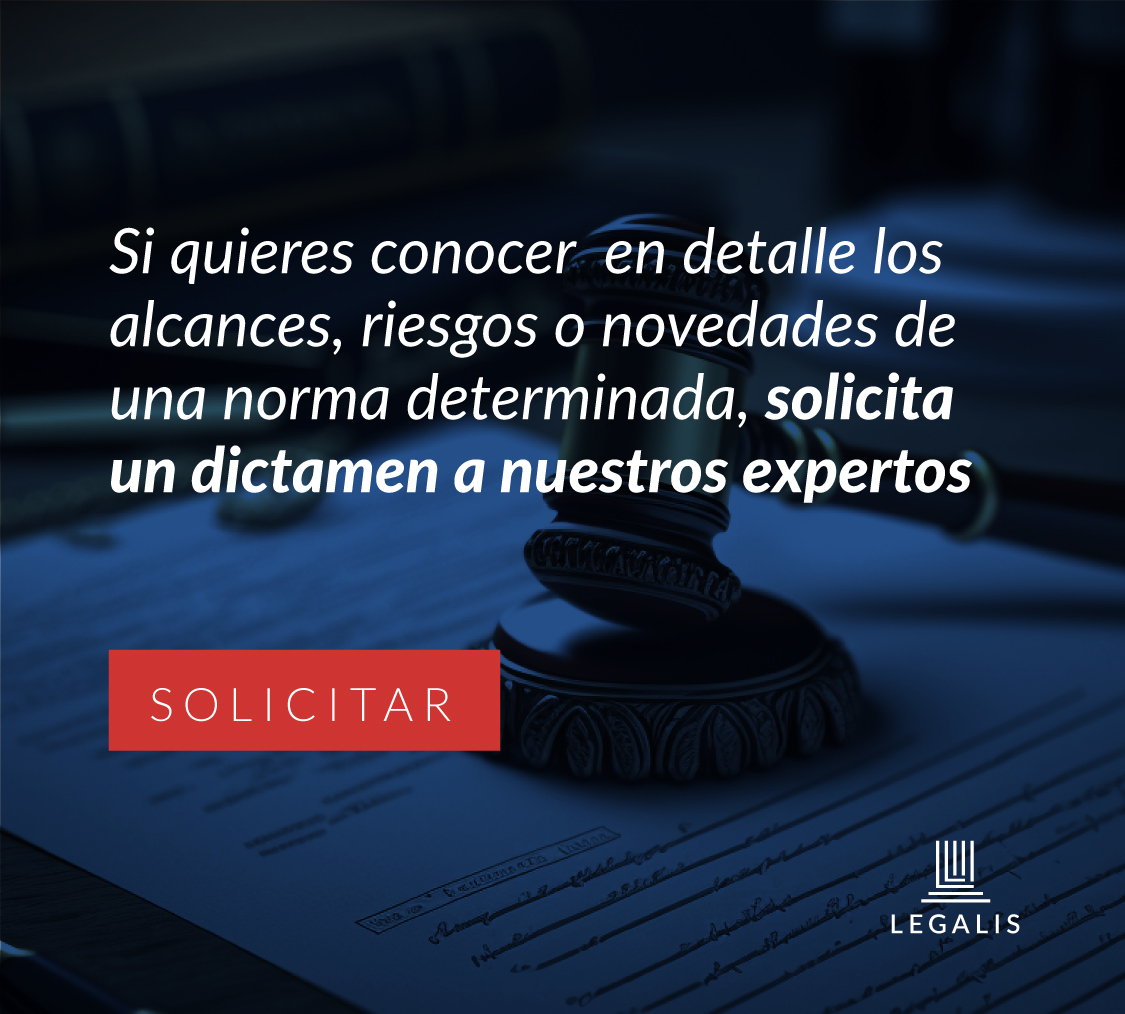 Si quieres conocer  en detalle los
alcances, riesgos o novedades de
una norma determinada, solicita
un dictamen a nuestros expertos
SOLICITAR
LEGALIS